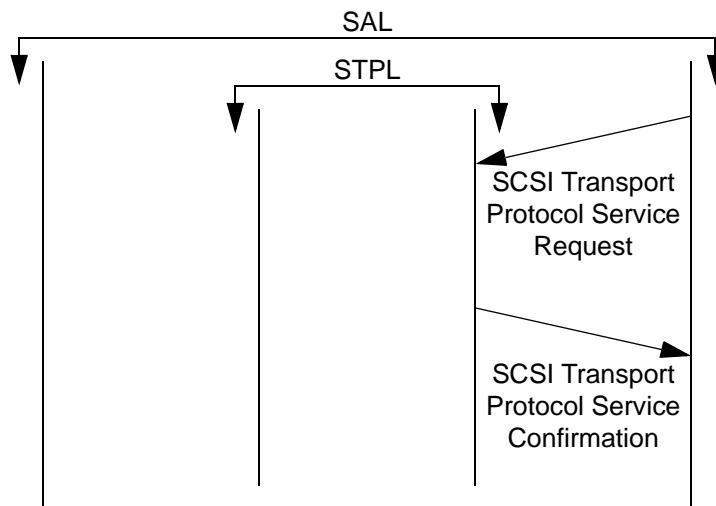 SAL
STPL
SCSI Transport
Protocol Service
Request
SCSI Transport
Protocol Service
Confirmation